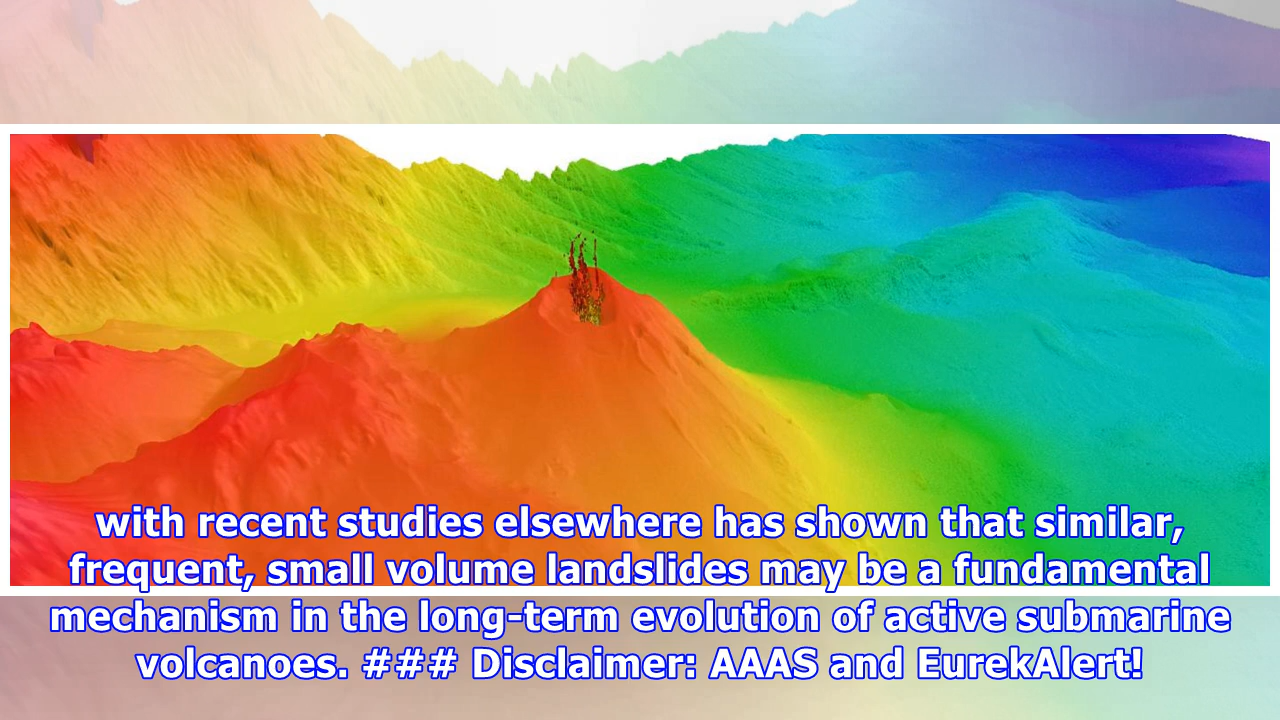 with recent studies elsewhere has shown that similar,
frequent, small volume landslides may be a fundamental
mechanism in the long-term evolution of active submarine
volcanoes. ### Disclaimer: AAAS and EurekAlert!